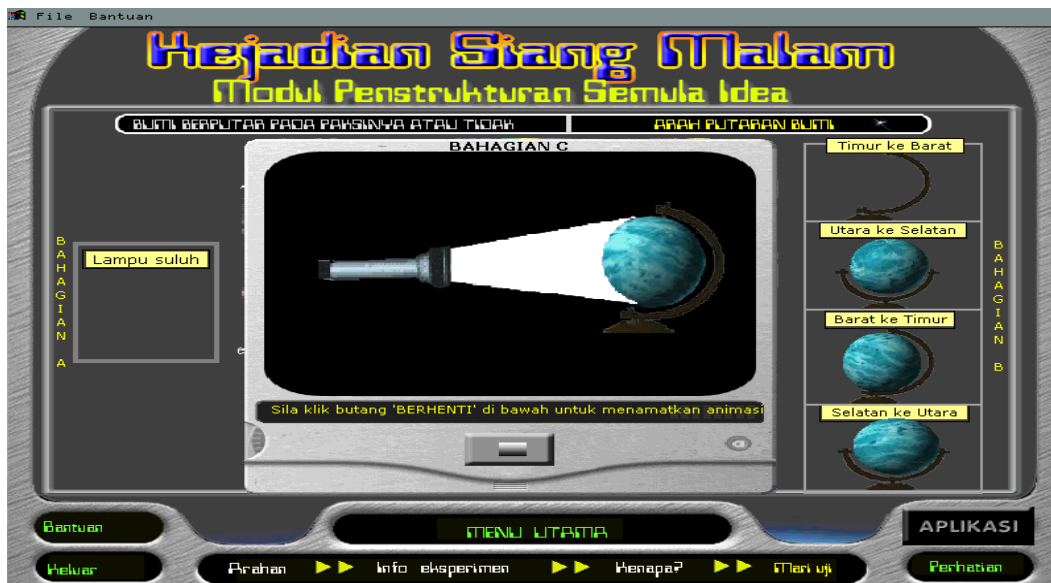 File Bantuan
Kejadian Siang Malam
Modul Penstrukturan Semula Idea
BUMI BERPUTAR PADA PAKSINYA ATAU TIDAK
ARAH PUTARAN BUMI
BAHAGIAN C
BAHAGIAN A
Lampu suluh
Timur ke Barat
Utara ke Selatan
Barat ke Timur
Selatan ke Utara
BAHAGIAN B
Sila klik butang 'BERHENTI' di bawah untuk menamatkan animasi
Bantuan
MENU UTAMA
APLIKASI
Keluar
Arahan
Info eksperimen
Kenapa?
Mari uji
Perhatian